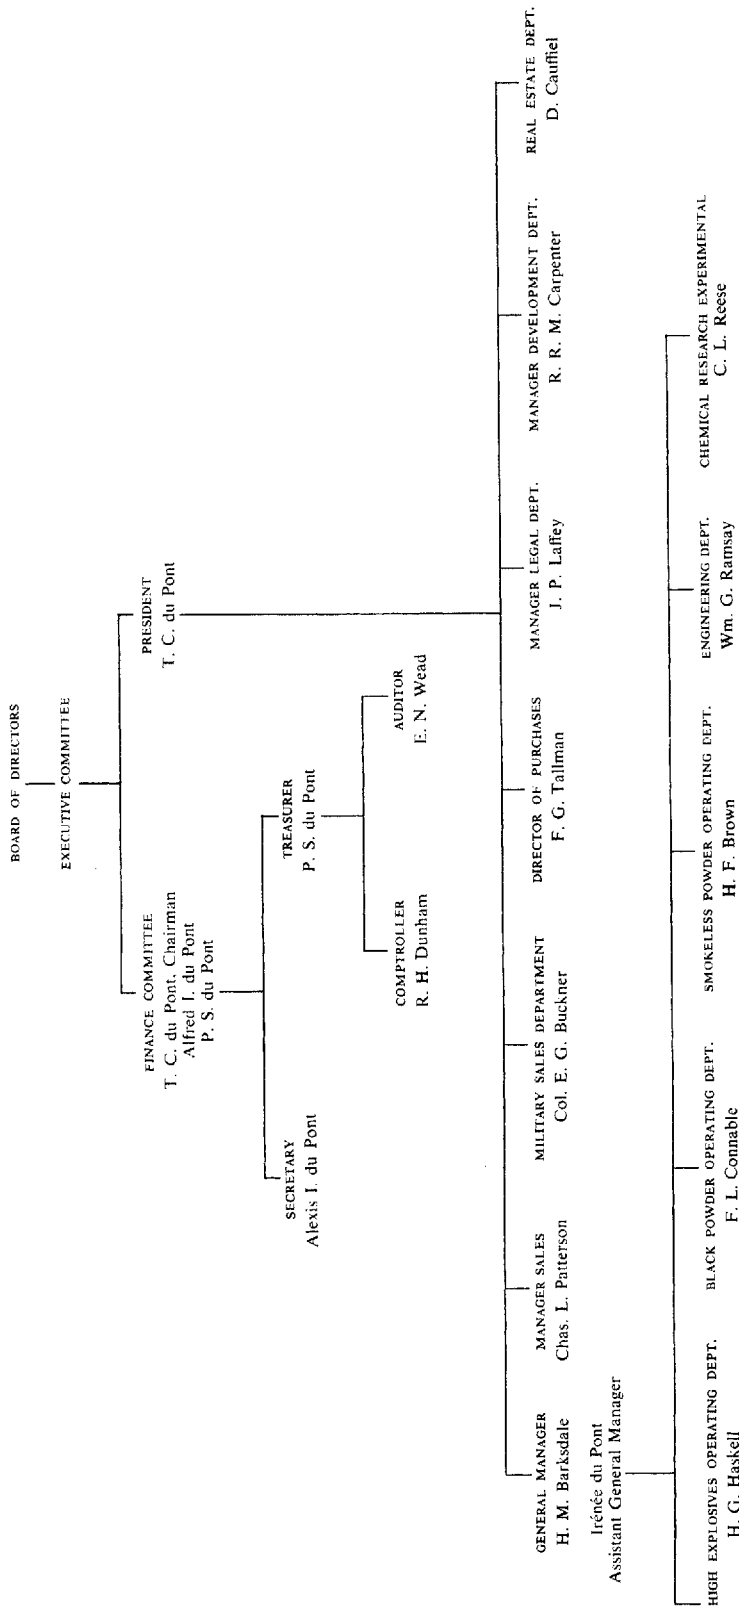 BOARD OF DIRECTORS
EXECUTIVE COMMITTEE
FINANCE COMMITTEE
T. C. du Pont, Chairman
Alfred I. du Pont
P. S. du Pont
PRESIDENT
T. C. du Pont
SECRETARY
Alexis I. du Pont
TREASURER
P. S. du Pont
COMPTROLLER
R. H. Dunham
AUDITOR
E. N. Wead
GENERAL MANAGER
H. M. Barksdale
Irénée du Pont
Assistant General Manager
MANAGER SALES
Chas. L. Patterson
MILITARY SALES DEPARTMENT
Col. E. G. Buckner
DIRECTOR OF PURCHASES
F. G. Tallman
MANAGER LEGAL DEPT.
J. P. Laffey
MANAGER DEVELOPMENT DEPT.
R. R. M. Carpenter
REAL ESTATE DEPT.
D. Cauffiel
HIGH EXPLOSIVES OPERATING DEPT.
H. G. Haskell
BLACK POWDER OPERATING DEPT.
F. L. Connable
SMOKELESS POWDER OPERATING DEPT.
H. F. Brown
ENGINEERING DEPT.
Wm. G. Ramsay
CHEMICAL RESEARCH EXPERIMENTAL
C. L. Reese